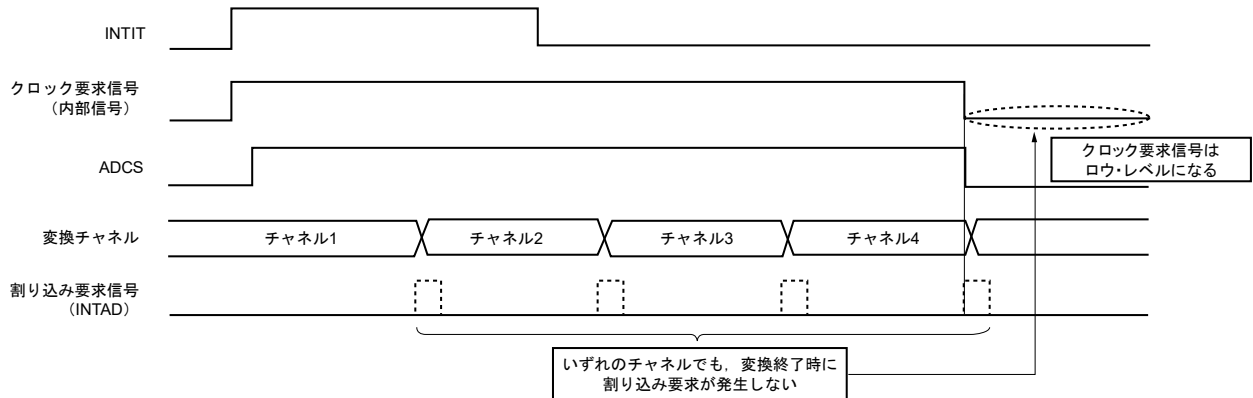 INTIT
クロック要求信号
（内部信号）
ADCS
クロック要求信号は
ロウ・レベルになる
変換チャネル
チャネル1
チャネル2
チャネル3
チャネル4
割り込み要求信号
（INTAD）
いずれのチャネルでも，変換終了時に
割り込み要求が発生しない